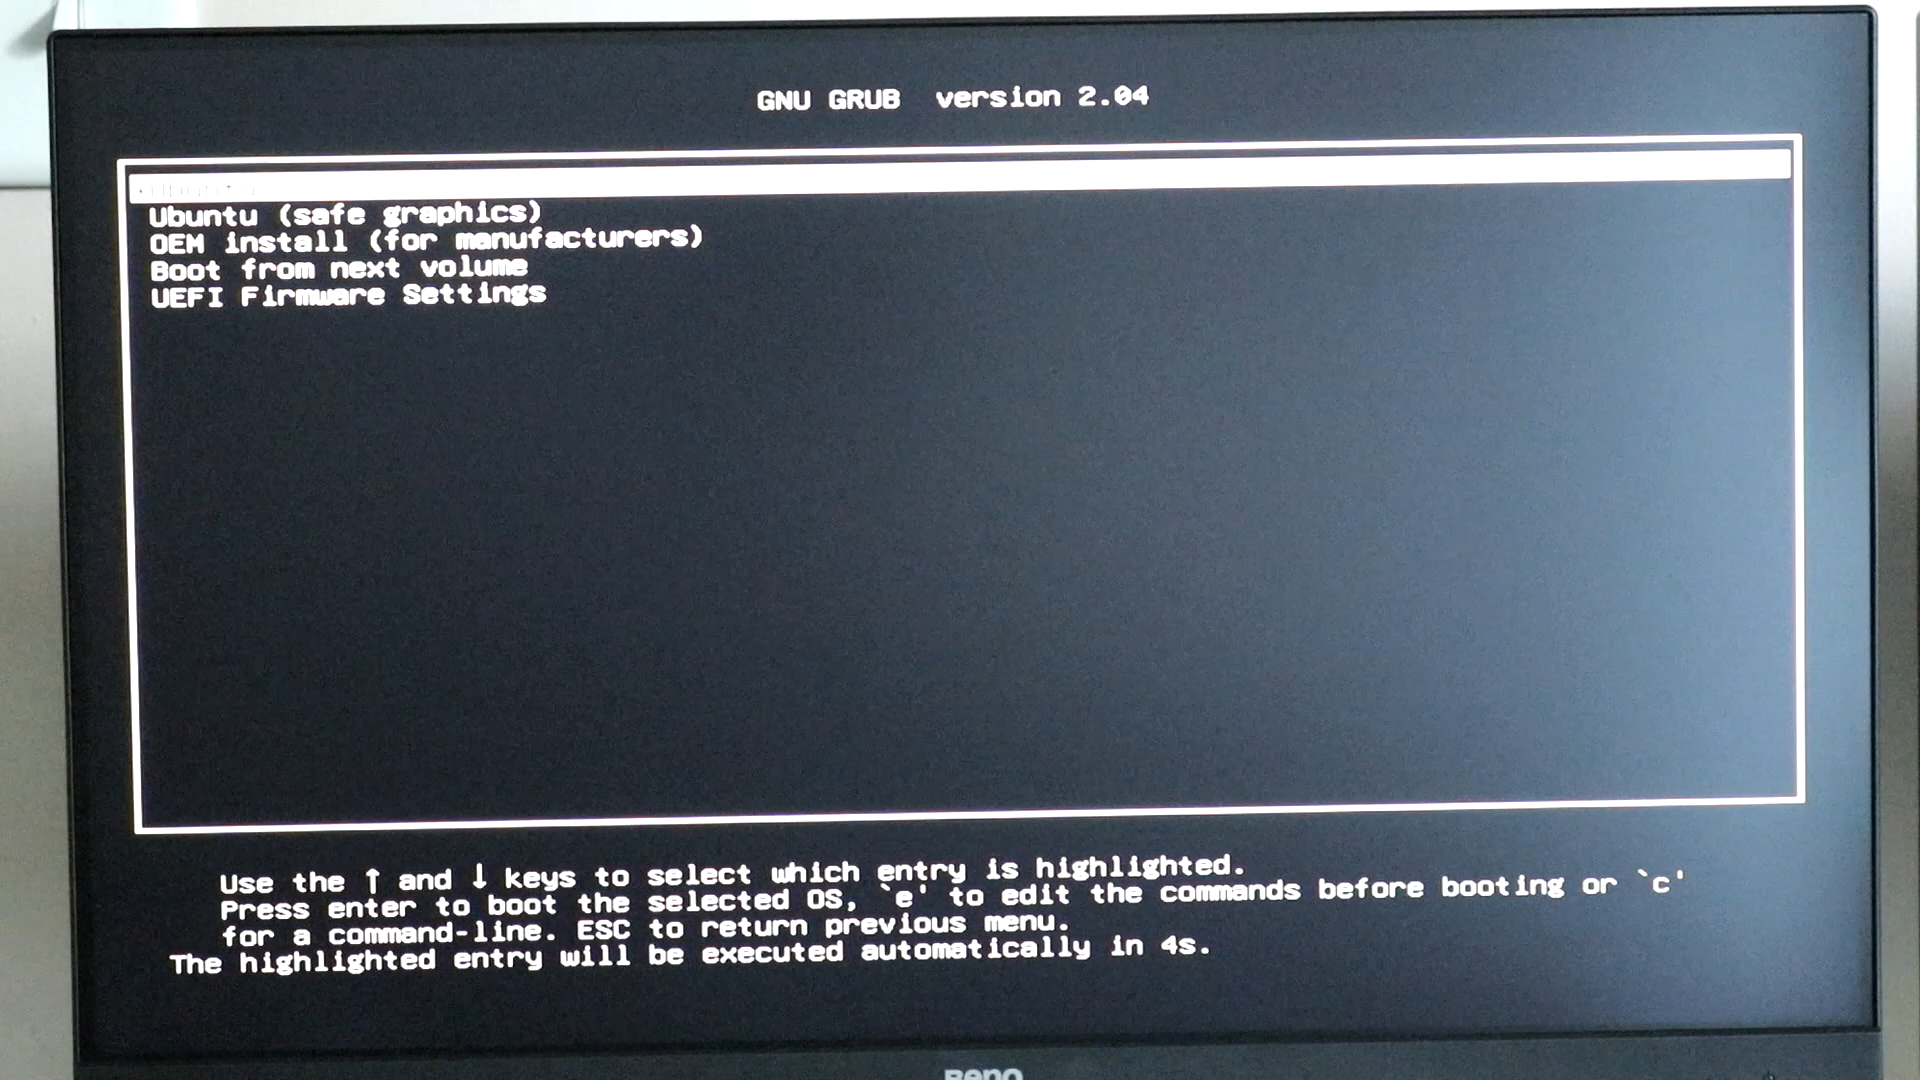 GNU GRUB  version 2.04
Ubuntu (safe graphics)
OEM install (for manufacturers)
Boot from next volume
UEFI Firmware Settings
Use the ↑ and ↓ keys to select which entry is highlighted.
Press enter to boot the selected OS, `e' to edit the commands before booting or `c'
for a command-line. ESC to return previous menu.
The highlighted entry will be executed automatically in 4s.
BenQ